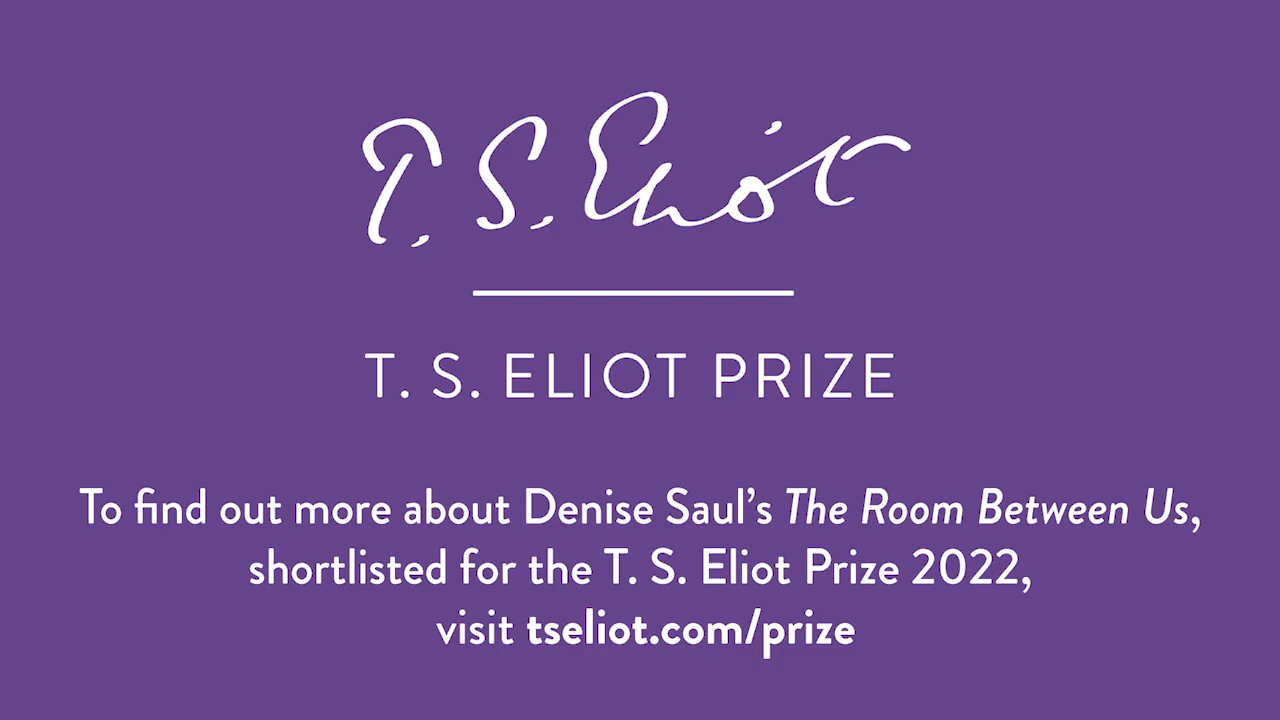 T. S. Eliot
T. S. ELIOT PRIZE
To find out more about Denise Saul’s The Room Between Us,
shortlisted for the T. S. Eliot Prize 2022,
visit tseliot.com/prize